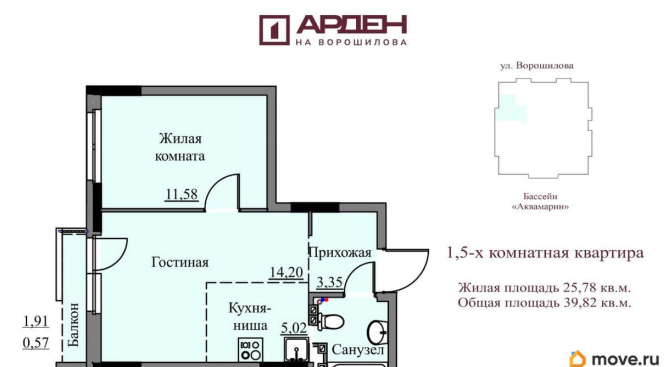 АРДЕН
НА ВОРОШИЛОВА
ул. Ворошилова
Жилая
комната
11,58
Бассейн
«Аквамарин»
1,5-х комнатная квартира
Гостиная
Прихожая
14,20
3,35
Жилая площадь 25,78 кв.м.
Общая площадь 39,82 кв.м.
Кухня-
ниша
5,02
1,91
0,57
Балкон
Санузел
move.ru